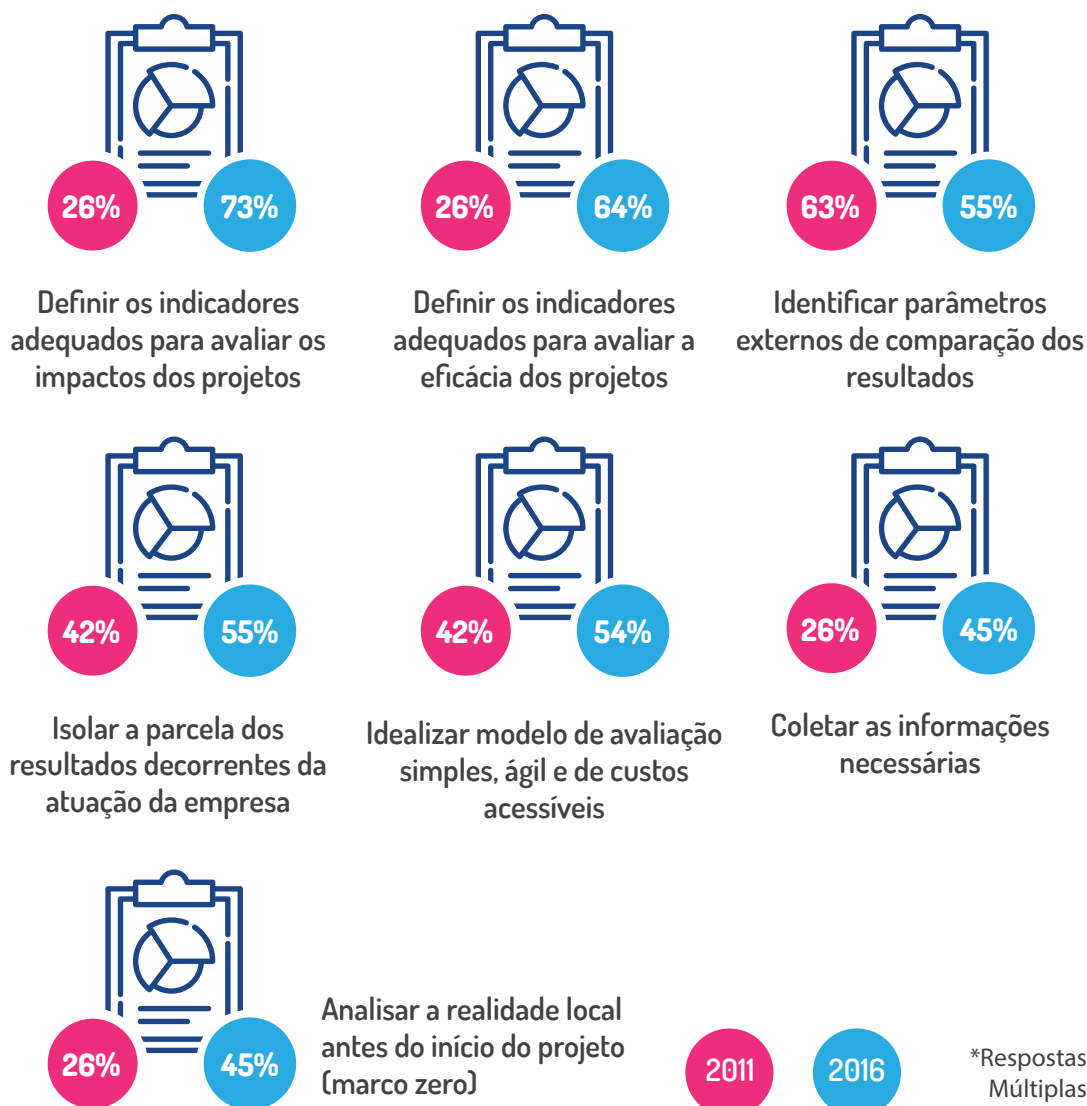 26%
73%
Definir os indicadores
adequados para avaliar os
impactos dos projetos
26%
64%
Definir os indicadores
adequados para avaliar a
eficácia dos projetos
63%
55%
Identificar parâmetros
externos de comparação dos
resultados
42%
55%
Isolar a parcela dos
resultados decorrentes da
atuação da empresa
42%
54%
Idealizar modelo de avaliação
simples, ágil e de custos
acessíveis
26%
45%
Coletar as informações
necessárias
26%
45%
Analisar a realidade local
antes do início do projeto
(marco zero)
2011
2016
*Respostas
Múltiplas